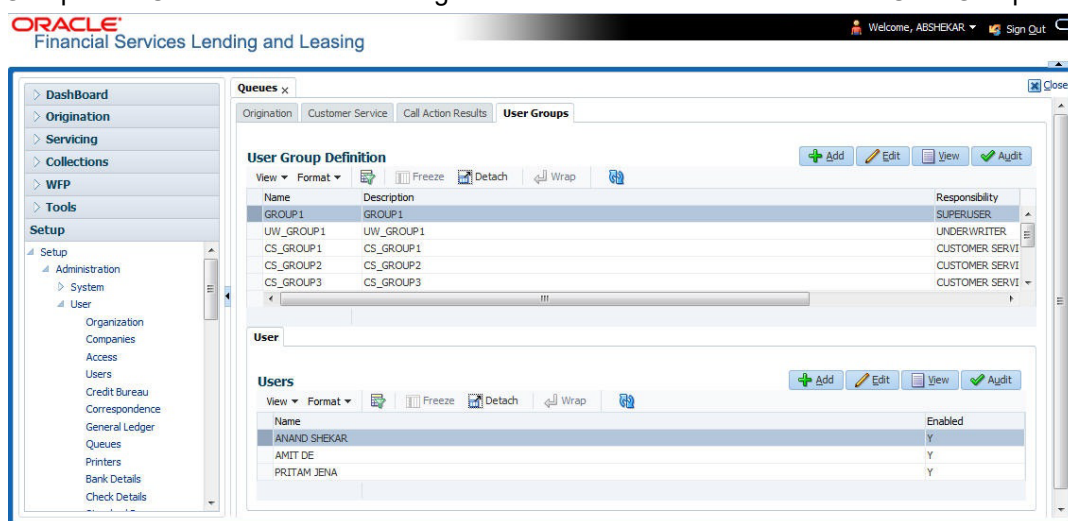 ORACLE
Financial Services Lending and Leasing
Welcome, ABSHEKAR
Sign Out
DashBoard
Origination
Servicing
Collections
WFP
Tools
Setup
Setup
Administration
System
User
Organization
Companies
Access
Users
Credit Bureau
Correspondence
General Ledger
Queues
Printers
Bank Details
Check Details
Queues
Close
Origination Customer Service Call Action Results User Groups
User Group Definition
Add Edit View Audit
View Format Freeze Detach Wrap
Name Description Responsibility
GROUP1 GROUP1 SUPERUSER
UW_GROUP1 UW_GROUP1 UNDERWRITER
CS_GROUP1 CS_GROUP1 CUSTOMER SERVI
CS_GROUP2 CS_GROUP2 CUSTOMER SERVI
CS_GROUP3 CS_GROUP3 CUSTOMER SERVI
User
Users
Add Edit View Audit
View Format Freeze Detach Wrap
Name Enabled
ANAND SHEKAR Y
AMIT DE Y
PRITAM JENA Y